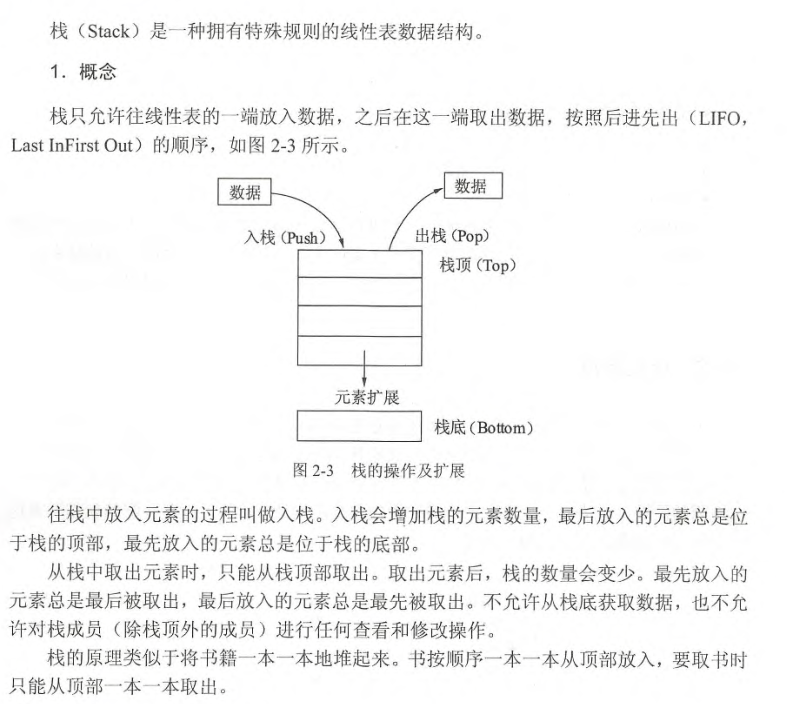 栈（Stack）是一种拥有特殊规则的线性表数据结构。
1．概念
栈只允许往线性表的一端放入数据，之后在这一端取出数据，按照后进先出（LIFO，
Last InFirst Out）的顺序，如图 2-3 所示。
数据
数据
入栈（Push）
出栈（Pop）
栈顶（Top）
元素扩展
栈底（Bottom）
图 2-3 栈的操作及扩展
往栈中放入元素的过程叫做入栈。入栈会增加栈的元素数量，最后放入的元素总是位
于栈的顶部，最先放入的元素总是位于栈的底部。
从栈中取出元素时，只能从栈顶部取出。取出元素后，栈的数量会变少。最先放入的
元素总是最后被取出，最后放入的元素总是最先被取出。不允许从栈底获取数据，也不允
许对栈成员（除栈顶外的成员）进行任何查看和修改操作。
栈的原理类似于将书籍一本一本地堆起来。书按顺序一本一本从顶部放入，要取书时
只能从顶部一本一本取出。